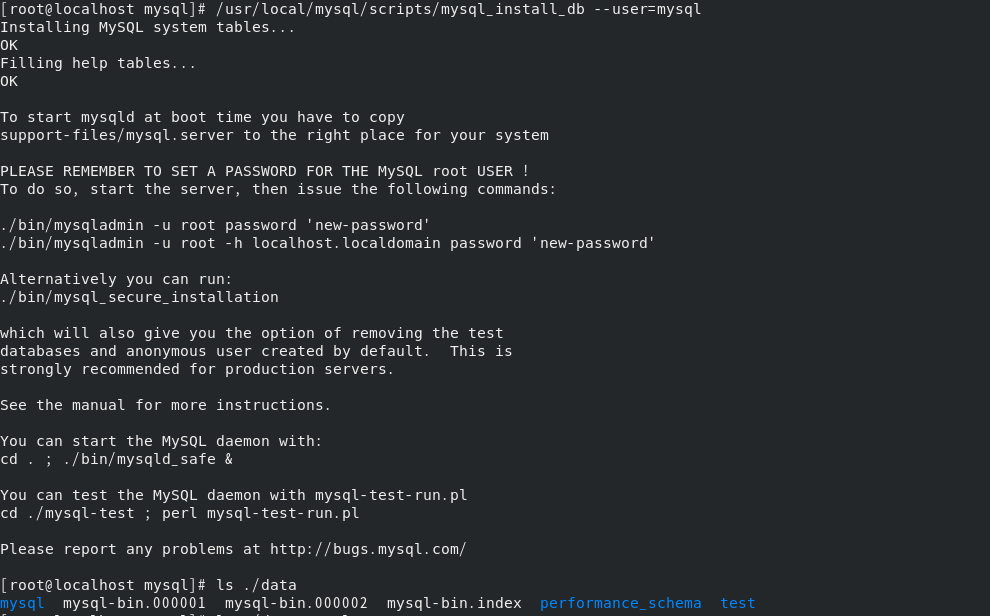 [root@localhost mysql]# /usr/local/mysql/scripts/mysql_install_db --user=mysql
Installing MySQL system tables...
OK
Filling help tables...
OK
To start mysqld at boot time you have to copy
support-files/mysql.server to the right place for your system
PLEASE REMEMBER TO SET A PASSWORD FOR THE MySQL root USER !
To do so, start the server, then issue the following commands:
./bin/mysqladmin -u root password 'new-password'
./bin/mysqladmin -u root -h localhost.localdomain password 'new-password'
Alternatively you can run:
./bin/mysql_secure_installation
which will also give you the option of removing the test
databases and anonymous user created by default.  This is
strongly recommended for production servers.
See the manual for more instructions.
You can start the MySQL daemon with:
cd . ; ./bin/mysqld_safe &
You can test the MySQL daemon with mysql-test-run.pl
cd ./mysql-test ; perl mysql-test-run.pl
Please report any problems at http://bugs.mysql.com/
[root@localhost mysql]# ls ./data
mysql  mysql-bin.000001  mysql-bin.000002  mysql-bin.index  performance_schema  test